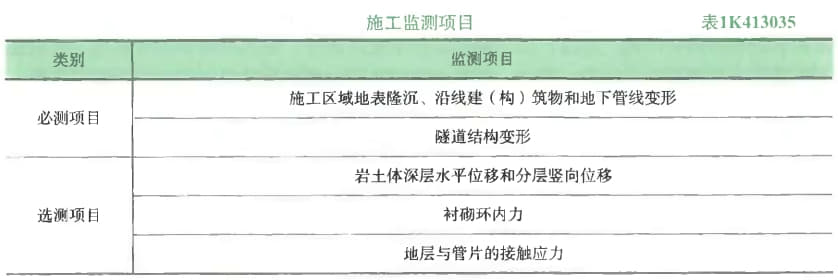 施工监测项目 表1K413035
类别 监测项目
必测项目
施工区域地表隆沉、沿线建（构）筑物和地下管线变形
隧道结构变形
选测项目
岩土体深层水平位移和分层竖向位移
衬砌环内力
地层与管片的接触应力